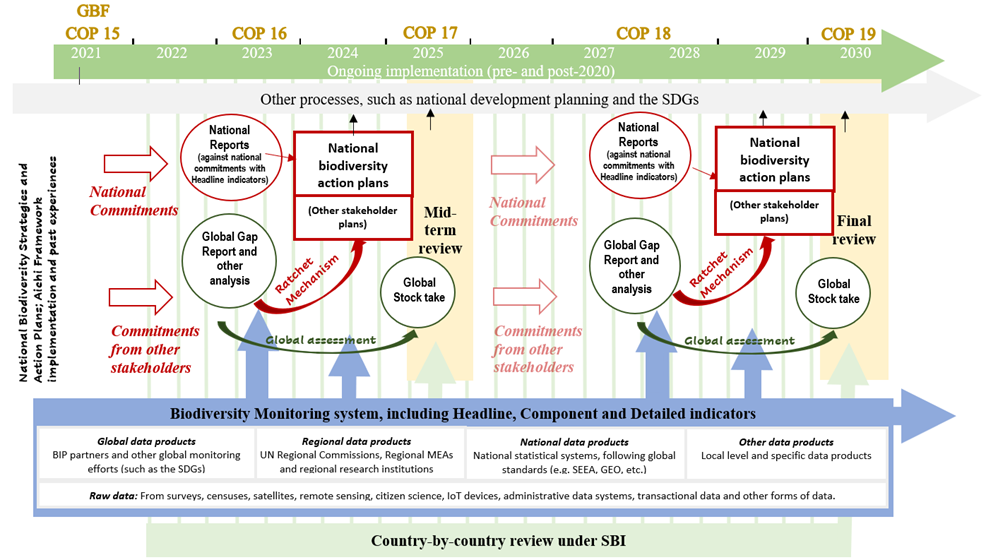 GBF
COP 15
COP 16
COP 17
COP 18
COP 19
2021
2022
2023
2024
2025
2026
2027
2028
2029
2030
Ongoing implementation (pre- and post-2020)
Other processes, such as national development planning and the SDGs
National Biodiversity Strategies and
Action Plans; Aichi Framework
implementation and past experiences
National
Commitments
Commitments
from other
stakeholders
National
Reports
(against national
commitments with
Headline indicators)
National
biodiversity
action plans
(Other stakeholder
plans)
Global Gap
Report and
other
analysis
Ratchet
Mechanism
Global assessment
Mid-
term
review
Global
Stock take
National
Commitments
Commitments
from other
stakeholders
National
Reports
(against national
commitments with
Headline indicators)
National
biodiversity
action plans
(Other stakeholder
plans)
Global Gap
Report and
other
analysis
Ratchet
Mechanism
Global assessment
Final
review
Global
Stock take
Biodiversity Monitoring system, including Headline, Component and Detailed indicators
Global data products
BIP partners and other global monitoring
efforts (such as the SDGs)
Regional data products
UN Regional Commissions, Regional MEAs
and regional research institutions
National data products
National statistical systems, following global
standards (e.g. SEEA, GEO, etc.)
Other data products
Local level and specific data products
Raw data: From surveys, censuses, satellites, remote sensing, citizen science, IoT devices, administrative data systems, transactional data and other forms of data.
Country-by-country review under SBI